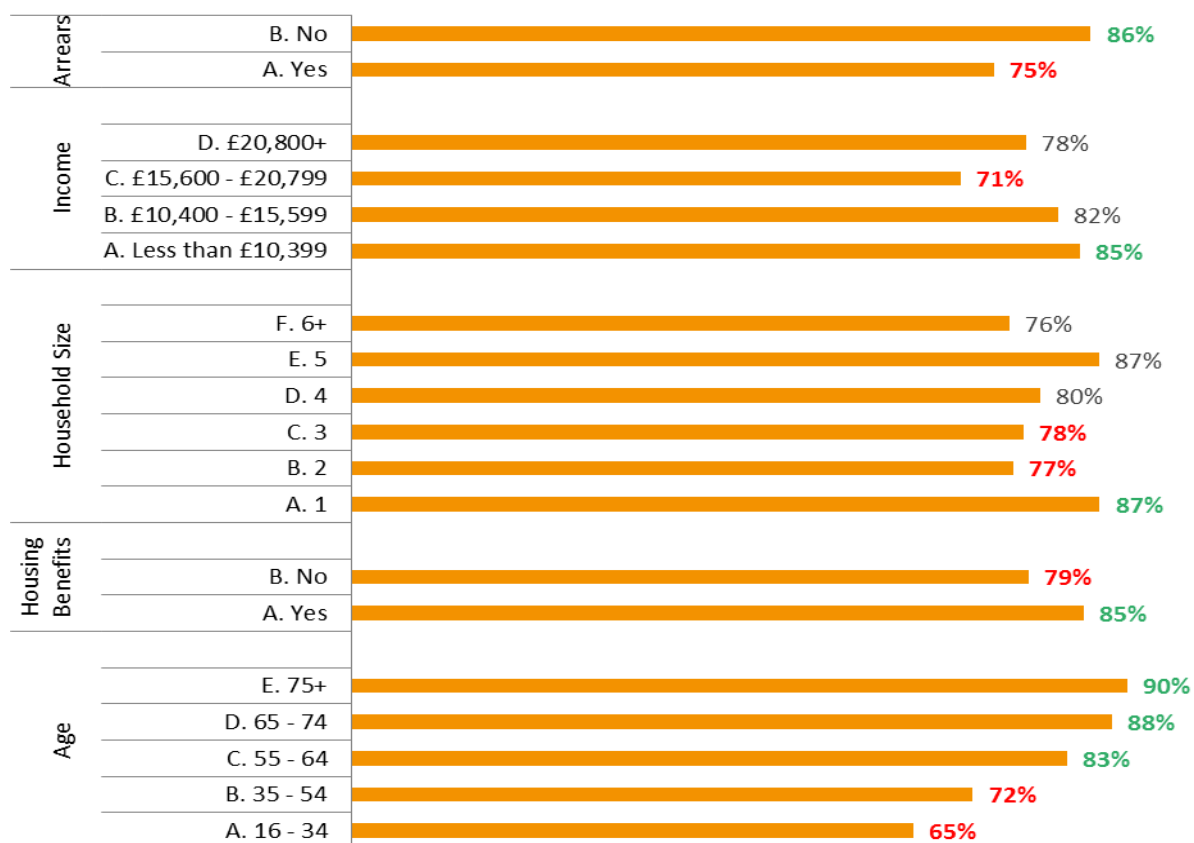 Arrears
B. No 86%
A. Yes 75%
Income
D. £20,800+ 78%
C. £15,600 - £20,799 71%
B. £10,400 - £15,599 82%
A. Less than £10,399 85%
Household Size
F. 6+ 76%
E. 5 87%
D. 4 80%
C. 3 78%
B. 2 77%
A. 1 87%
Housing
Benefits
B. No 79%
A. Yes 85%
Age
E. 75+ 90%
D. 65 - 74 88%
C. 55 - 64 83%
B. 35 - 54 72%
A. 16 - 34 65%